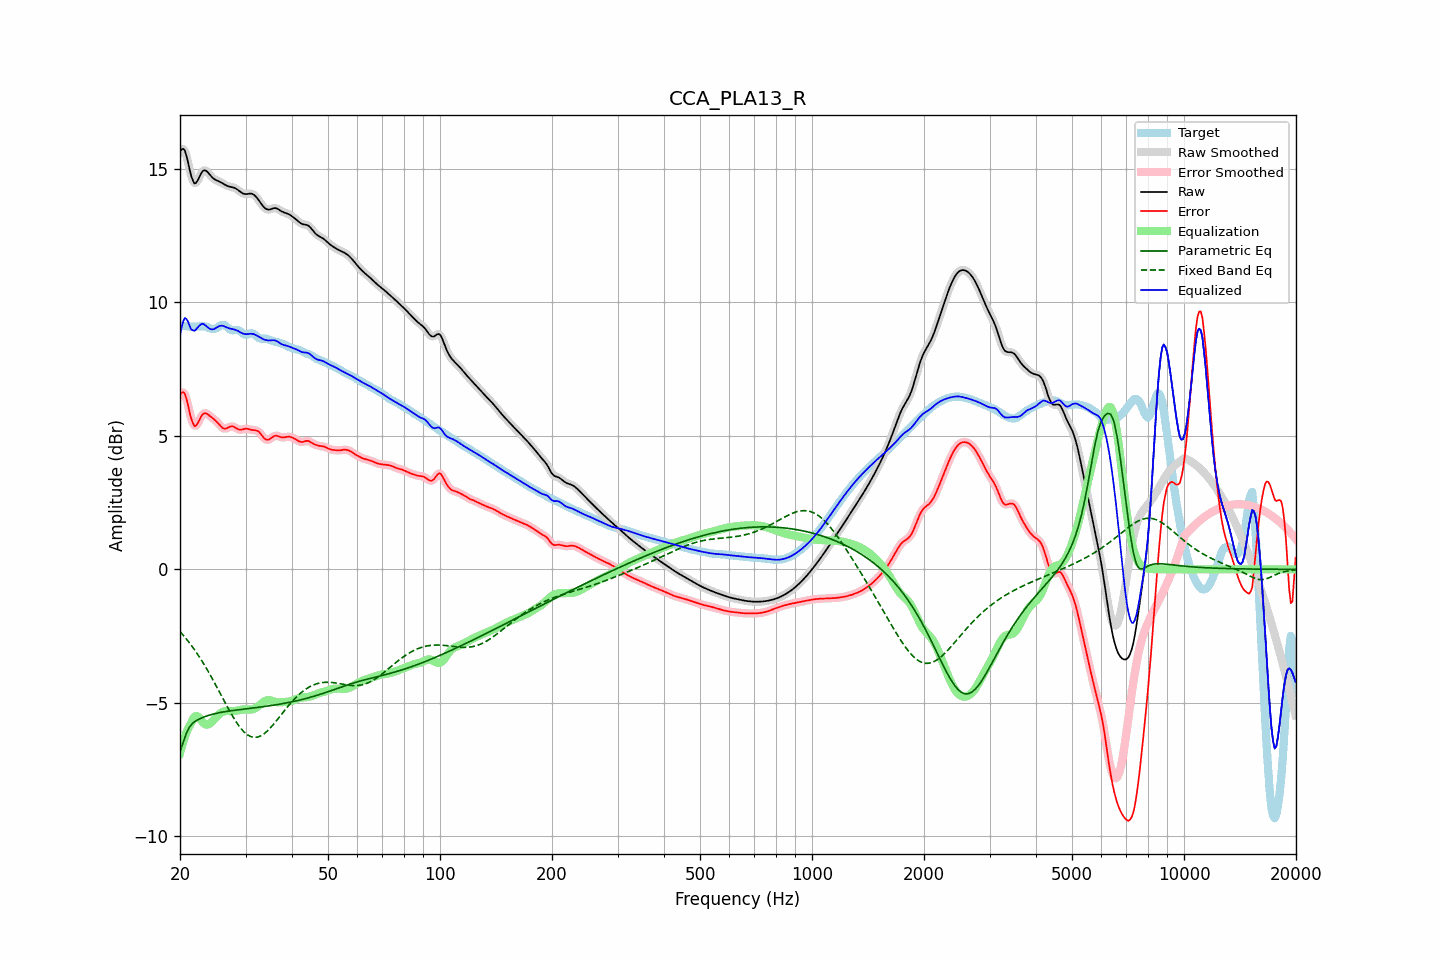 CCA_PLA13_R
Target
Raw Smoothed
Error Smoothed
Raw
Error
Equalization
Parametric Eq
Fixed Band Eq
Equalized
15
10
5
0
−5
−10
Amplitude (dBr)
20 50 100 200 500 1000 2000 5000 10000 20000
Frequency (Hz)